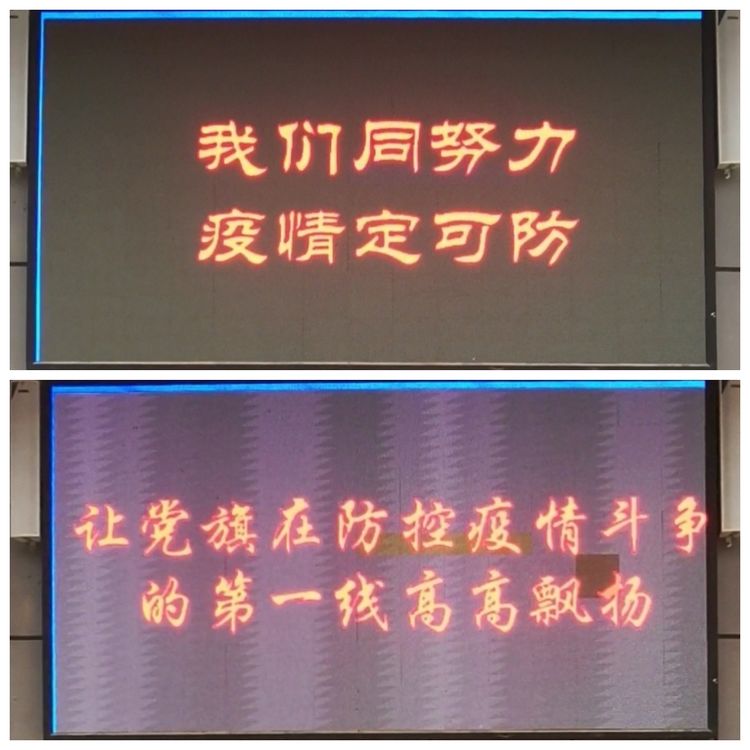 我们同努力
疫情定可防
让党旗在防控疫情斗争
的第一线高高飘扬